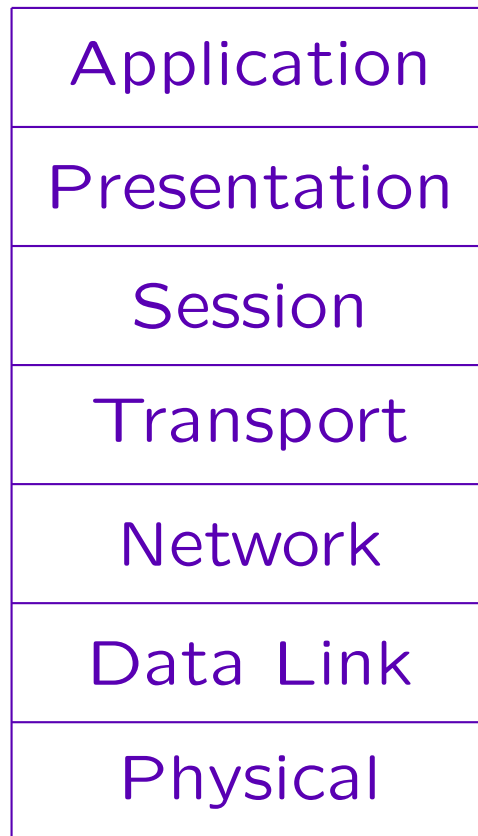 Application
Presentation
Session
Transport
Network
Data Link
Physical